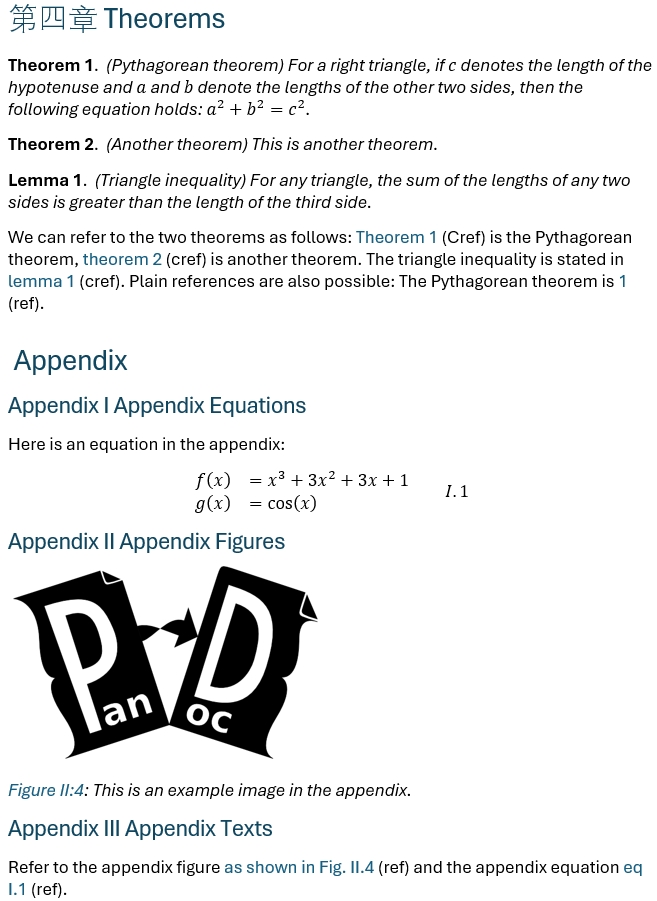 第四章 Theorems
Theorem 1. (Pythagorean theorem) For a right triangle, if c denotes the length of the
hypotenuse and a and b denote the lengths of the other two sides, then the
following equation holds: a² + b² = c².
Theorem 2. (Another theorem) This is another theorem.
Lemma 1. (Triangle inequality) For any triangle, the sum of the lengths of any two
sides is greater than the length of the third side.
We can refer to the two theorems as follows: Theorem 1 (Cref) is the Pythagorean
theorem, theorem 2 (cref) is another theorem. The triangle inequality is stated in
lemma 1 (cref). Plain references are also possible: The Pythagorean theorem is 1
(ref).
Appendix
Appendix I Appendix Equations
Here is an equation in the appendix:
f(x) = x³ + 3x² + 3x + 1
g(x) = cos(x)
I.1
Appendix II Appendix Figures
Pan Doc
Figure II:4: This is an example image in the appendix.
Appendix III Appendix Texts
Refer to the appendix figure as shown in Fig. II.4 (ref) and the appendix equation eq
I.1 (ref).